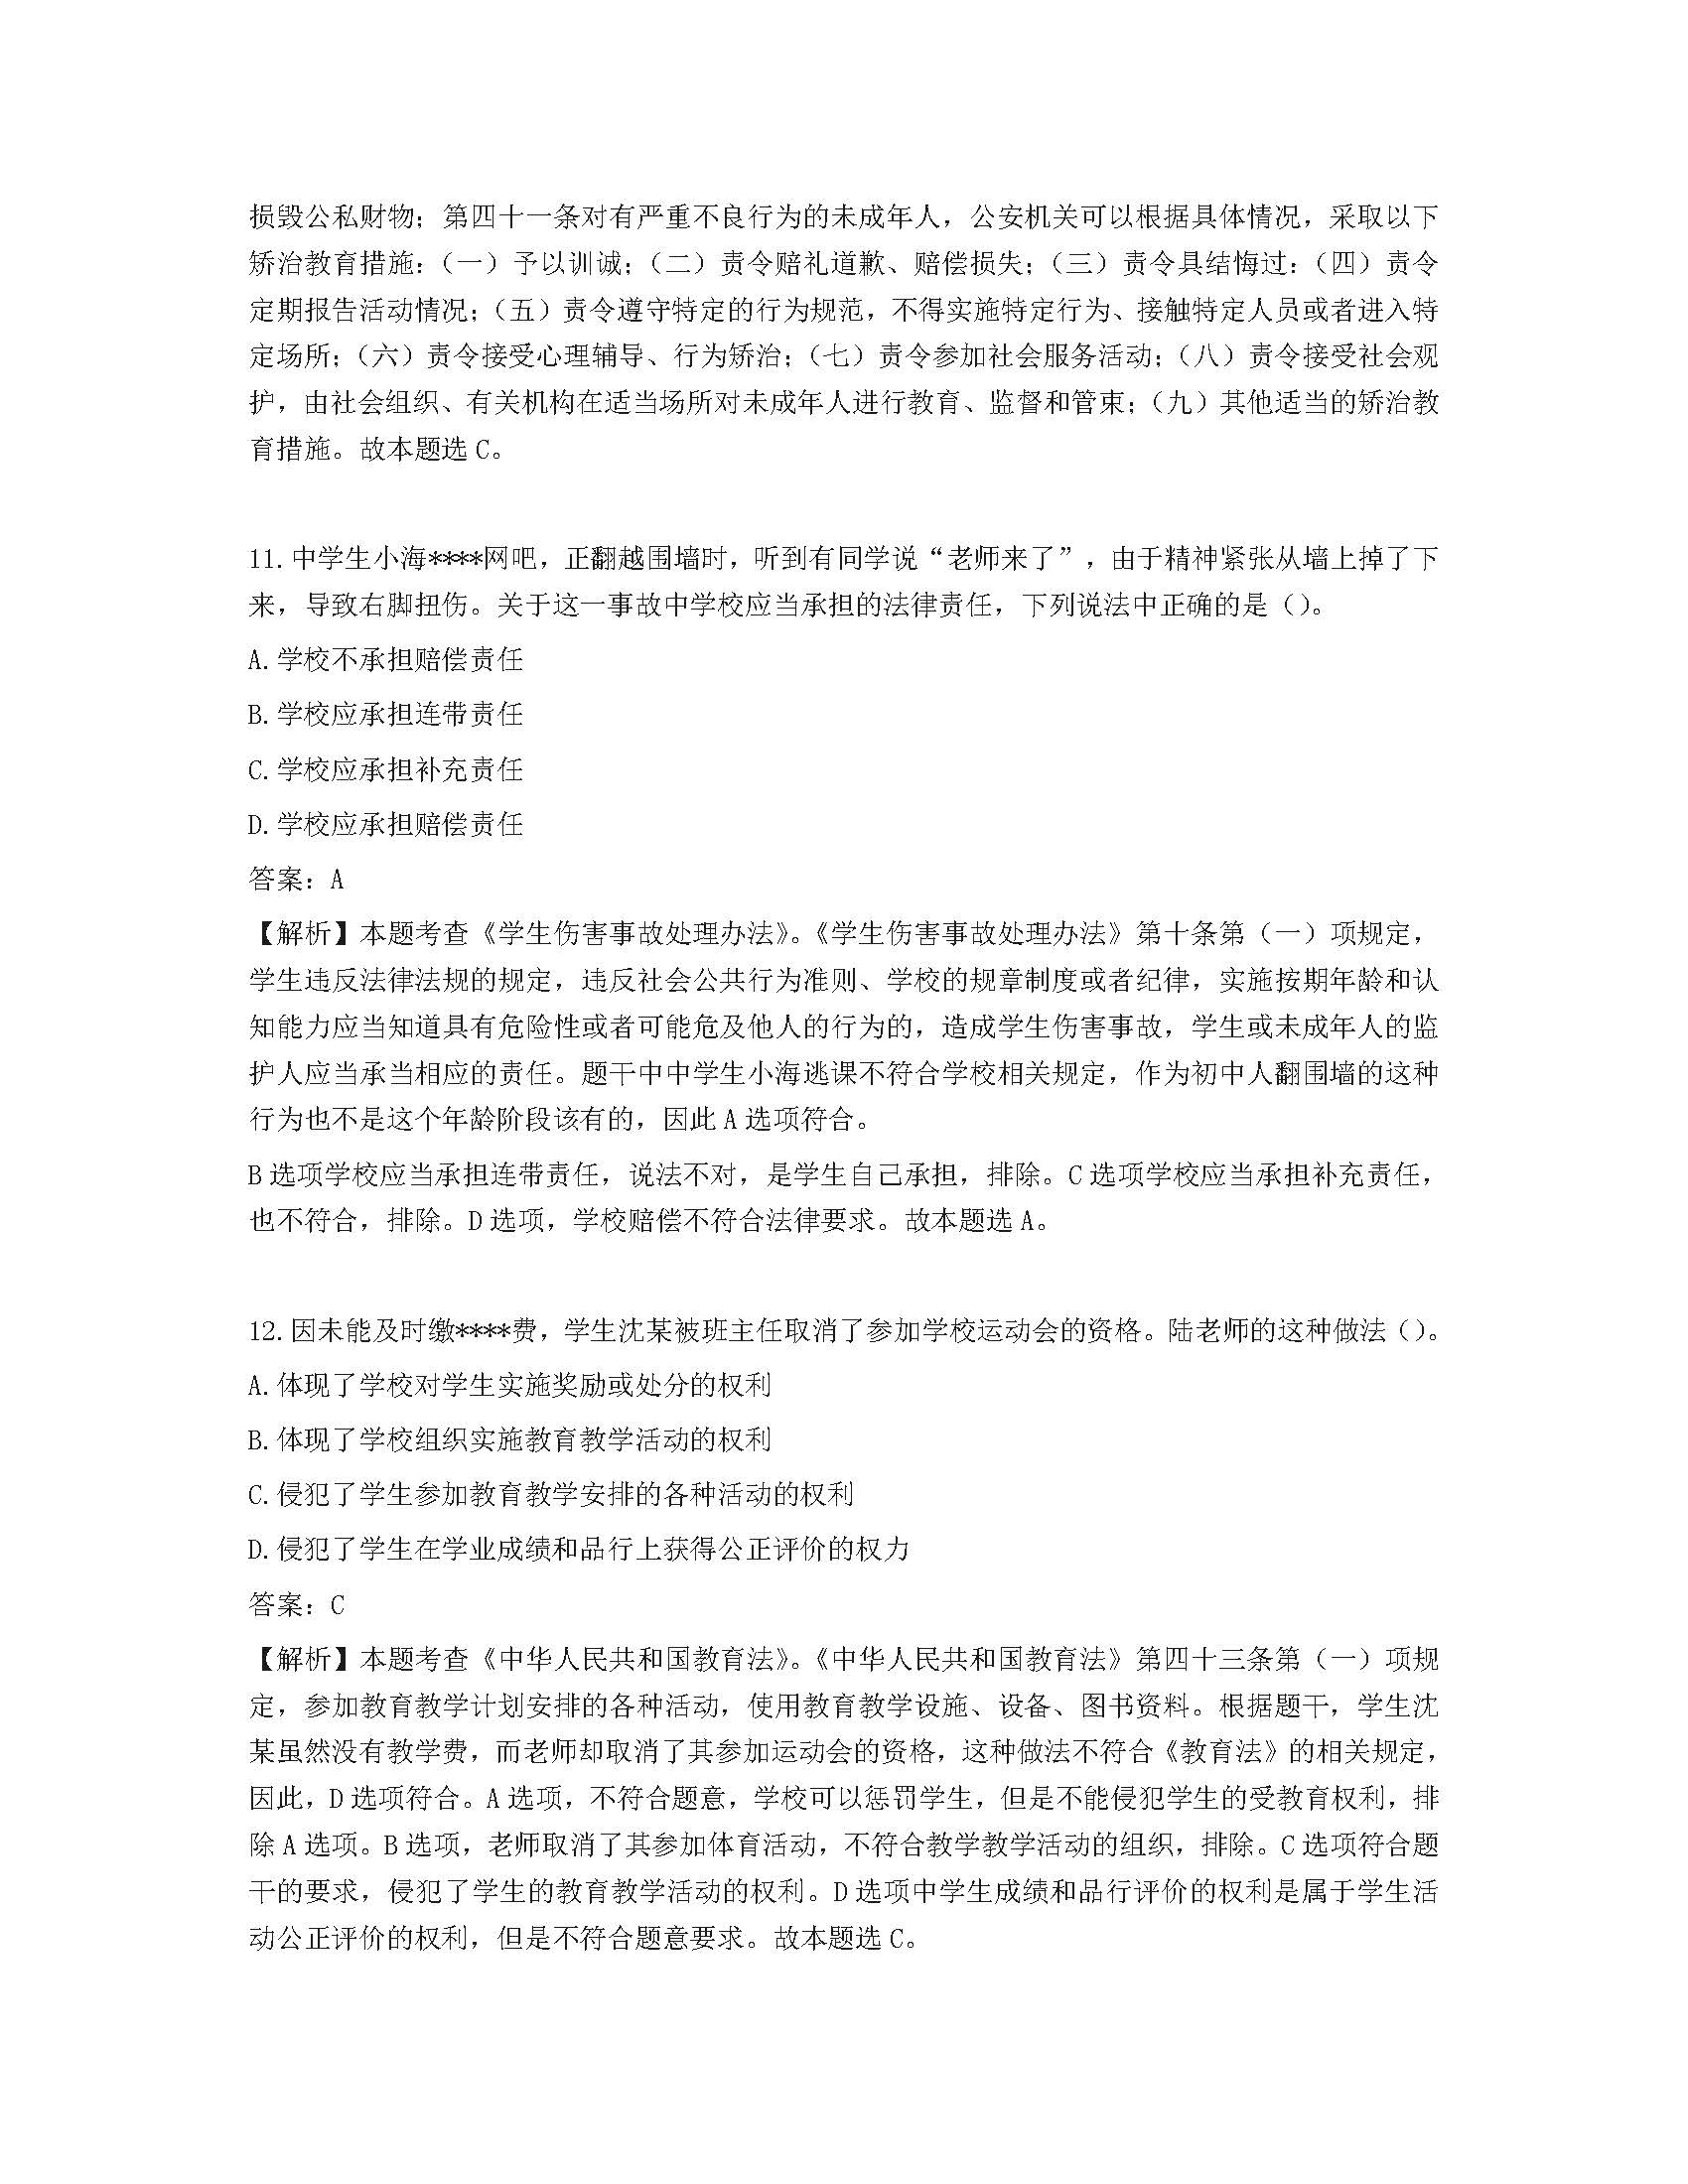 损毁公私财物；第四十一条对有严重不良行为的未成年人，公安机关可以根据具体情况，采取以下
矫治教育措施：（一）予以训诫；（二）责令赔礼道歉、赔偿损失；（三）责令具结悔过：（四）责令
定期报告活动情况；（五）责令遵守特定的行为规范，不得实施特定行为、接触特定人员或者进入特
定场所；（六）责令接受心理辅导、行为矫治；（七）责令参加社会服务活动；（八）责令接受社会观
护，由社会组织、有关机构在适当场所对未成年人进行教育、监督和管束；（九）其他适当的矫治教
育措施。故本题选 C。
11.中学生小海****网吧，正翻越围墙时，听到有同学说“老师来了”，由于精神紧张从墙上掉了下
来，导致右脚扭伤。关于这一事故中学校应当承担的法律责任，下列说法中正确的是（）。
A.学校不承担赔偿责任
B.学校应承担连带责任
C.学校应承担补充责任
D.学校应承担赔偿责任
答案：A
【解析】本题考查《学生伤害事故处理办法》。《学生伤害事故处理办法》第十条第（一）项规定，
学生违反法律法规的规定，违反社会公共行为准则、学校的规章制度或者纪律，实施按期年龄和认
知能力应当知道具有危险性或者可能危及他人的行为的，造成学生伤害事故，学生或未成年人的监
护人应当承当相应的责任。题干中中学生小海逃课不符合学校相关规定，作为初中人翻围墙的这种
行为也不是这个年龄阶段该有的，因此 A 选项符合。
B 选项学校应当承担连带责任，说法不对，是学生自己承担，排除。C 选项学校应当承担补充责任，
也不符合，排除。D 选项，学校赔偿不符合法律要求。故本题选 A。
12.因未能及时缴****费，学生沈某被班主任取消了参加学校运动会的资格。陆老师的这种做法（）。
A.体现了学校对学生实施奖励或处分的权利
B.体现了学校组织实施教育教学活动的权利
C.侵犯了学生参加教育教学安排的各种活动的权利
D.侵犯了学生在学业成绩和品行上获得公正评价的权力
答案：C
【解析】本题考查《中华人民共和国教育法》。《中华人民共和国教育法》第四十三条第（一）项规
定，参加教育教学计划安排的各种活动，使用教育教学设施、设备、图书资料。根据题干，学生沈
某虽然没有教学费，而老师却取消了其参加运动会的资格，这种做法不符合《教育法》的相关规定，
因此，D 选项符合。A 选项，不符合题意，学校可以惩罚学生，但是不能侵犯学生的受教育权利，排
除 A 选项。B 选项，老师取消了其参加体育活动，不符合教学教学活动的组织，排除。C 选项符合题
干的要求，侵犯了学生的教育教学活动的权利。D 选项中学生成绩和品行评价的权利是属于学生活
动公正评价的权利，但是不符合题意要求。故本题选 C。